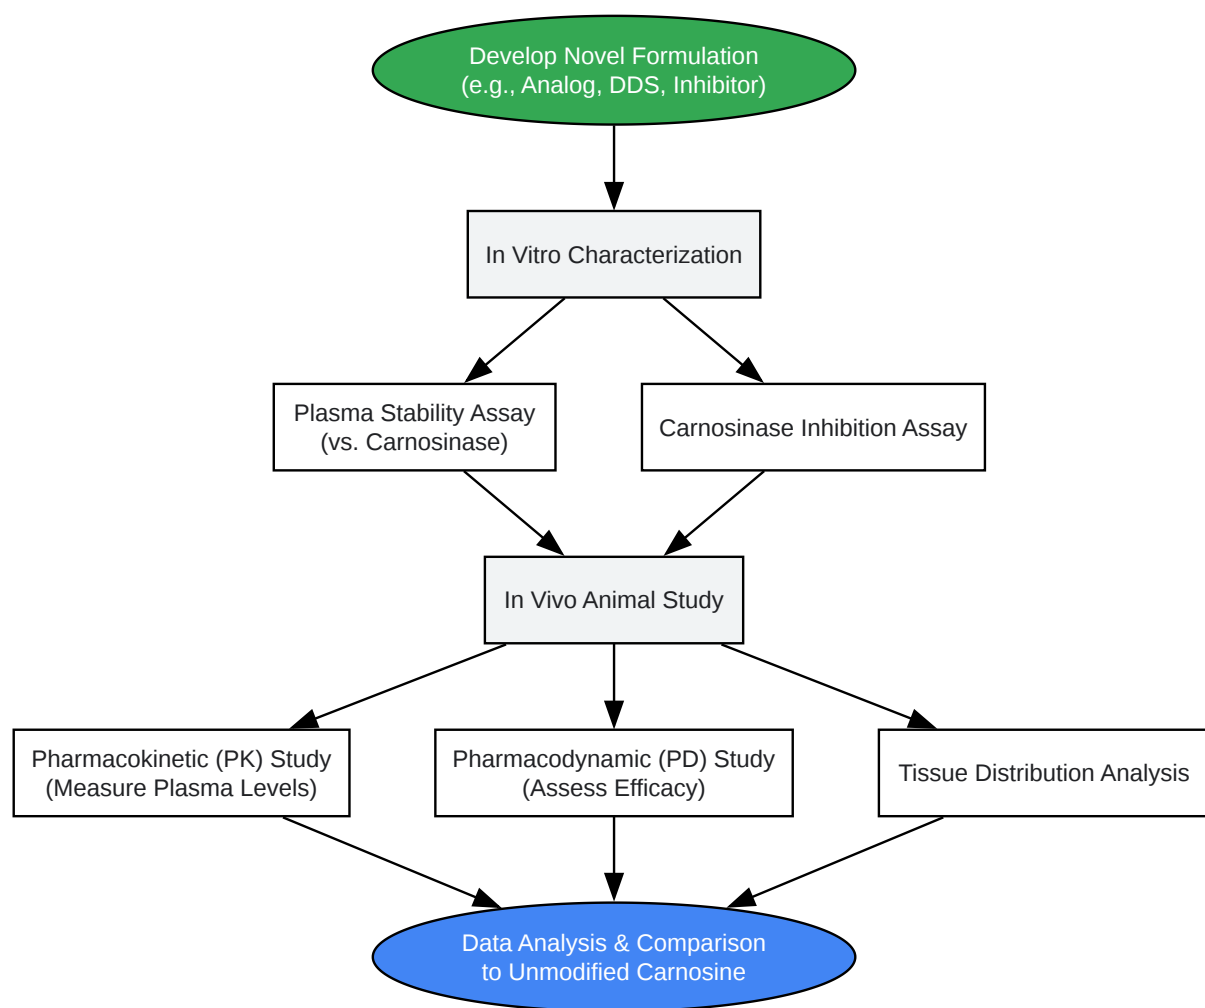 Develop Novel Formulation
(e.g., Analog, DDS, Inhibitor)
In Vitro Characterization
Plasma Stability Assay
(vs. Carnosinase)
Carnosinase Inhibition Assay
In Vivo Animal Study
Pharmacokinetic (PK) Study
(Measure Plasma Levels)
Pharmacodynamic (PD) Study
(Assess Efficacy)
Tissue Distribution Analysis
Data Analysis & Comparison
to Unmodified Carnosine